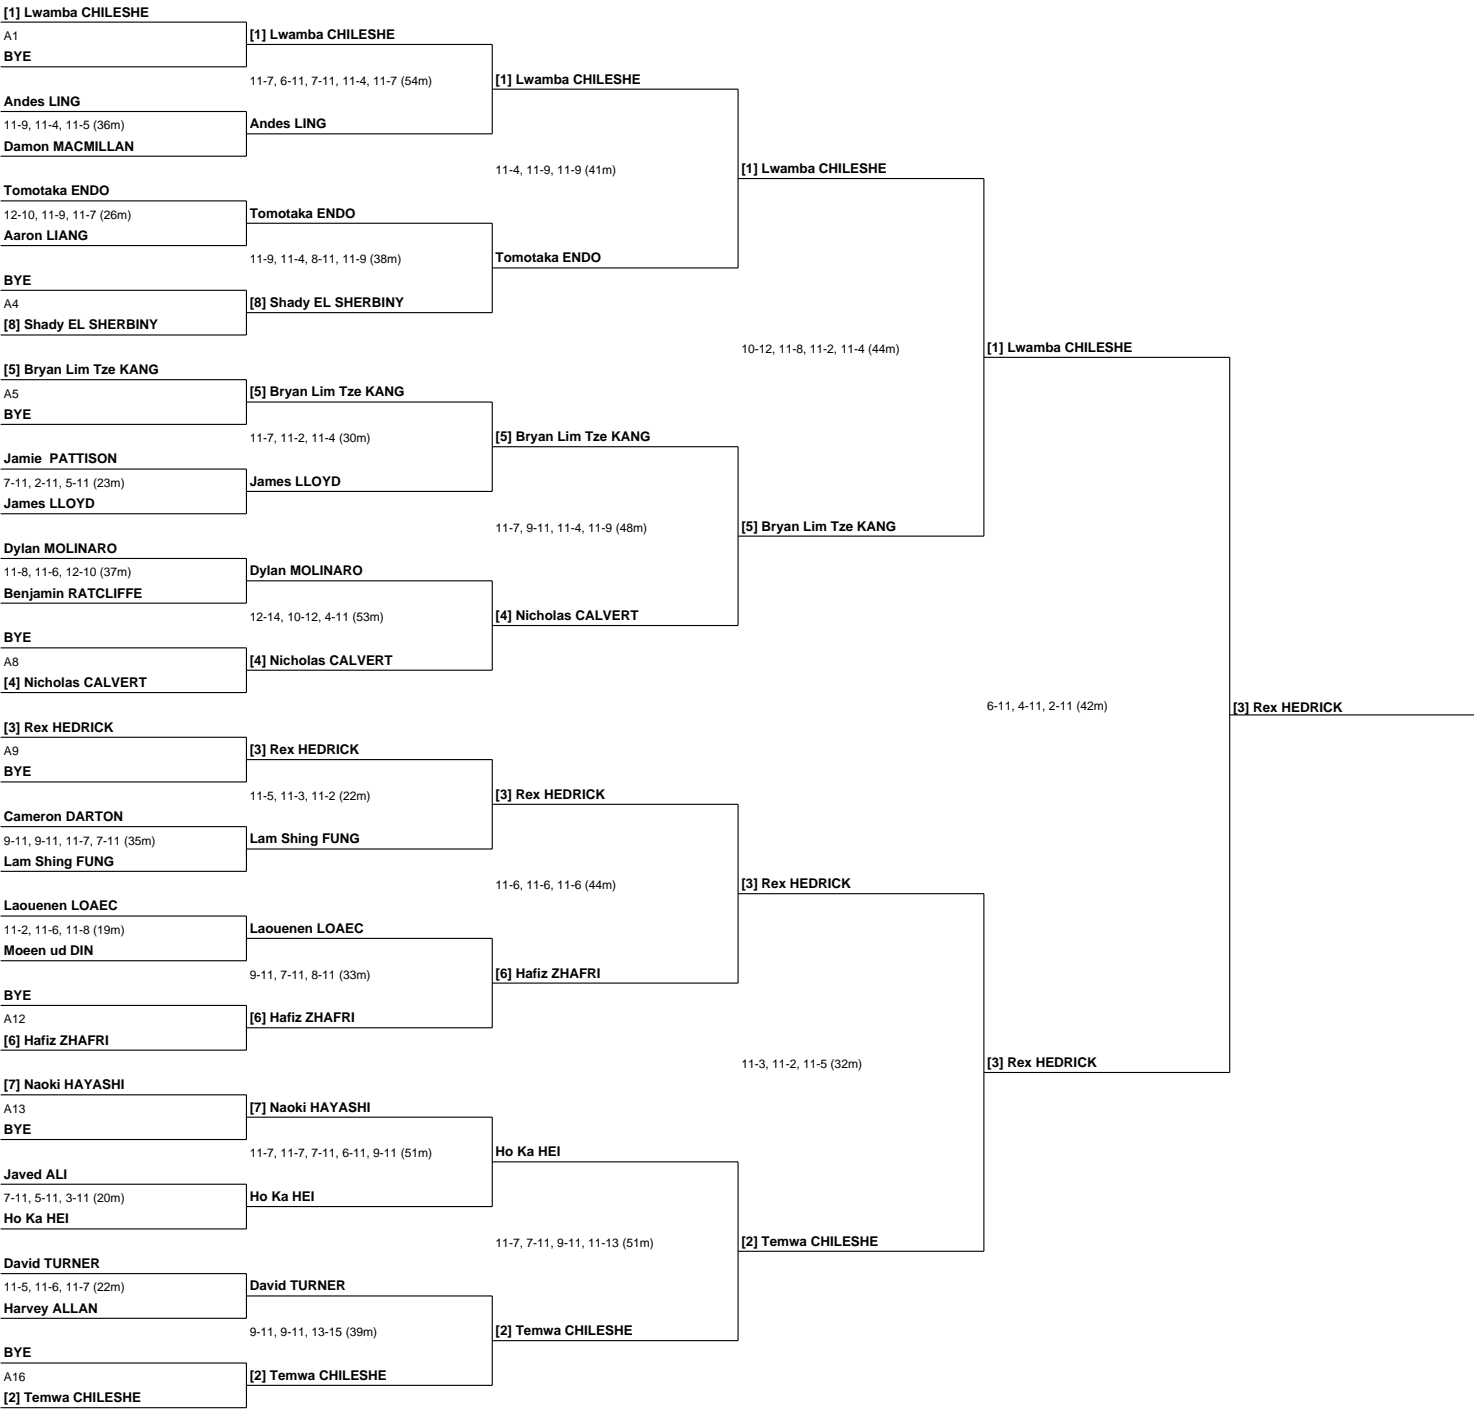 [1] Lwamba CHILESHE
A1
BYE
Andes LING
11-9, 11-4, 11-5 (36m)
Damon MACMILLAN
Tomotaka ENDO
12-10, 11-9, 11-7 (26m)
Aaron LIANG
BYE
A4
[8] Shady EL SHERBINY
[5] Bryan Lim Tze KANG
A5
BYE
Jamie  PATTISON
7-11, 2-11, 5-11 (23m)
James LLOYD
Dylan MOLINARO
11-8, 11-6, 12-10 (37m)
Benjamin RATCLIFFE
BYE
A8
[4] Nicholas CALVERT
[3] Rex HEDRICK
A9
BYE
Cameron DARTON
9-11, 9-11, 11-7, 7-11 (35m)
Lam Shing FUNG
Laouenen LOAEC
11-2, 11-6, 11-8 (19m)
Moeen ud DIN
BYE
A12
[6] Hafiz ZHAFRI
[7] Naoki HAYASHI
A13
BYE
Javed ALI
7-11, 5-11, 3-11 (20m)
Ho Ka HEI
David TURNER
11-5, 11-6, 11-7 (22m)
Harvey ALLAN
BYE
A16
[2] Temwa CHILESHE
[1] Lwamba CHILESHE
11-7, 6-11, 7-11, 11-4, 11-7 (54m)
Andes LING
Tomotaka ENDO
11-9, 11-4, 8-11, 11-9 (38m)
[8] Shady EL SHERBINY
[5] Bryan Lim Tze KANG
11-7, 11-2, 11-4 (30m)
James LLOYD
Dylan MOLINARO
12-14, 10-12, 4-11 (53m)
[4] Nicholas CALVERT
[3] Rex HEDRICK
11-5, 11-3, 11-2 (22m)
Lam Shing FUNG
Laouenen LOAEC
9-11, 7-11, 8-11 (33m)
[6] Hafiz ZHAFRI
[7] Naoki HAYASHI
11-7, 11-7, 7-11, 6-11, 9-11 (51m)
Ho Ka HEI
David TURNER
9-11, 9-11, 13-15 (39m)
[2] Temwa CHILESHE
[1] Lwamba CHILESHE
11-4, 11-9, 11-9 (41m)
Tomotaka ENDO
[5] Bryan Lim Tze KANG
11-7, 9-11, 11-4, 11-9 (48m)
[4] Nicholas CALVERT
[3] Rex HEDRICK
11-6, 11-6, 11-6 (44m)
[6] Hafiz ZHAFRI
Ho Ka HEI
11-7, 7-11, 9-11, 11-13 (51m)
[2] Temwa CHILESHE
[1] Lwamba CHILESHE
10-12, 11-8, 11-2, 11-4 (44m)
[5] Bryan Lim Tze KANG
[3] Rex HEDRICK
11-3, 11-2, 11-5 (32m)
[2] Temwa CHILESHE
[1] Lwamba CHILESHE
6-11, 4-11, 2-11 (42m)
[3] Rex HEDRICK
[3] Rex HEDRICK